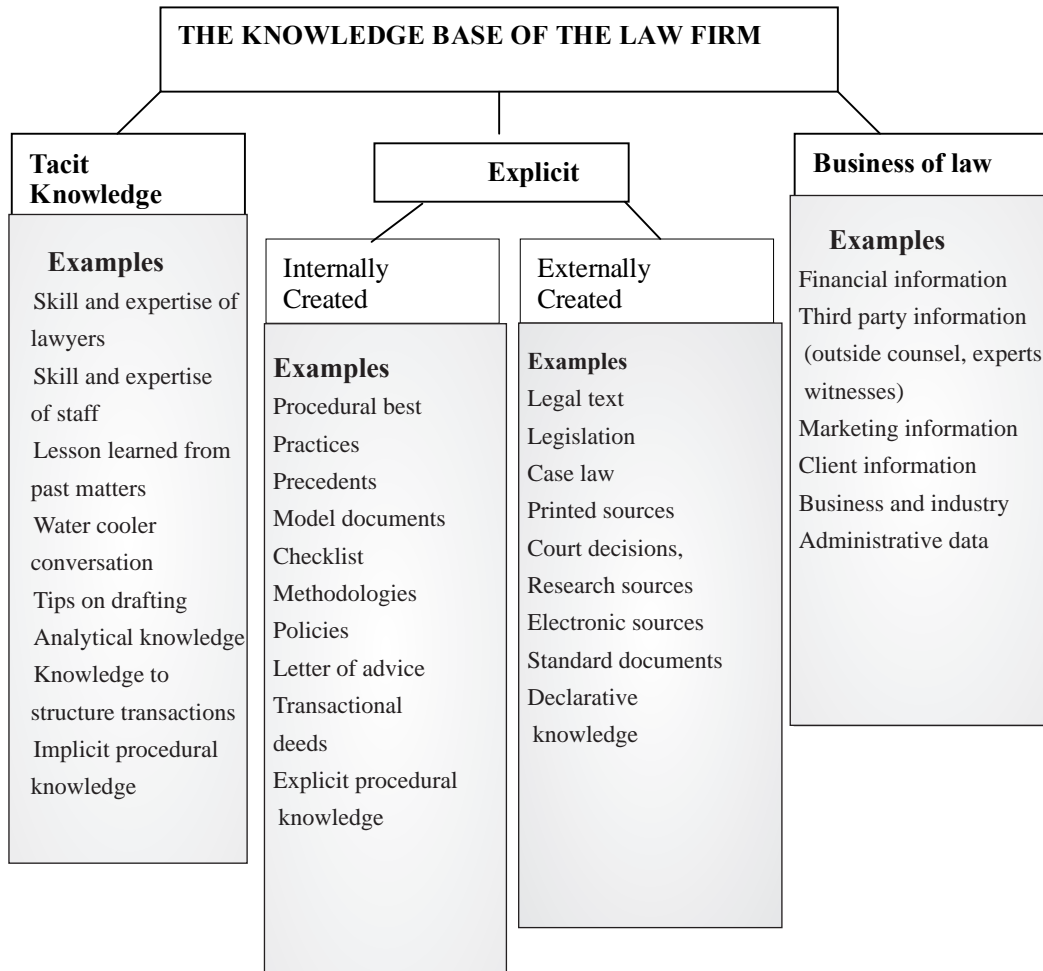 THE KNOWLEDGE BASE OF THE LAW FIRM
Tacit
Knowledge
Examples
Skill and expertise of
lawyers
Skill and expertise
of staff
Lesson learned from
past matters
Water cooler
conversation
Tips on drafting
Analytical knowledge
Knowledge to
structure transactions
Implicit procedural
knowledge
Explicit
Internally
Created
Examples
Procedural best
Practices
Precedents
Model documents
Checklist
Methodologies
Policies
Letter of advice
Transactional
deeds
Explicit procedural
knowledge
Externally
Created
Examples
Legal text
Legislation
Case law
Printed sources
Court decisions,
Research sources
Electronic sources
Standard documents
Declarative
knowledge
Business of law
Examples
Financial information
Third party information
(outside counsel, experts
witnesses)
Marketing information
Client information
Business and industry
Administrative data